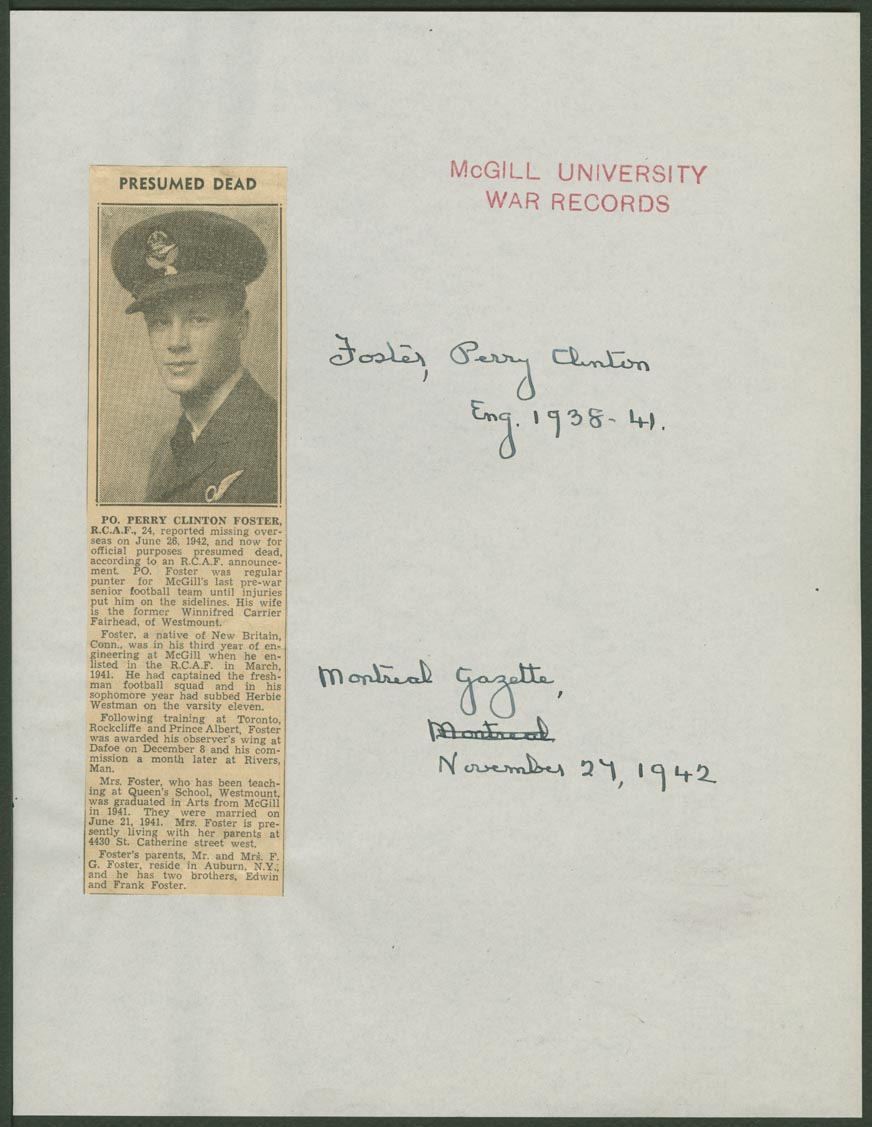 McGILL UNIVERSITY
WAR RECORDS
PRESUMED DEAD
PO. PERRY CLINTON FOSTER,
R.C.A.F., 24, reported missing over-
seas on June 26, 1942, and now for
official purposes presumed dead,
according to an R.C.A.F. announce-
ment. PO. Foster was regular
punter for McGill's last pre-war
senior football team until injuries
put him on the sidelines. His wife
is the former Winnifred Carrier
Fairhead, of Westmount.
Foster, a native of New Britain,
Conn., was in his third year of en-
gineering at McGill when he en-
listed in the R.C.A.F. in March,
1941. He had captained the fresh-
man football squad and in his
sophomore year had subbed Herbie
Westman on the varsity eleven.
Following training at Toronto,
Rockcliffe and Prince Albert, Foster
was awarded his observer's wing at
Dafoe on December 8 and his com-
mission a month later at Rivers,
Man.
Mrs. Foster, who has been teach-
ing at Queen's School, Westmount,
was graduated in Arts from McGill
in 1941. They were married on
June 21, 1941. Mrs. Foster is pre-
sently living with her parents at
4430 St. Catherine street west.
Foster's parents, Mr. and Mrs. F.
G. Foster, reside in Auburn, N.Y.,
and he has two brothers, Edwin
and Frank Foster.
Foster, Perry Clinton
Eng. 1938-41.
Montreal Gazette,
Montreal
November 27, 1942